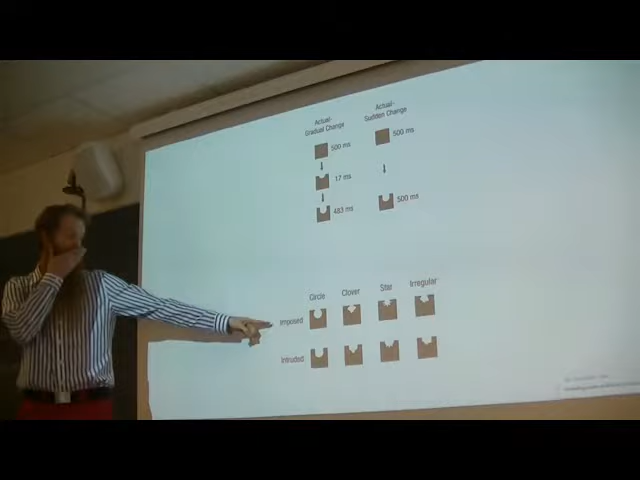 Actual-
Gradual Change
Actual-
Sudden Change
500 ms
500 ms
17 ms
483 ms
500 ms
Circle
Clover
Star
Irregular
Imposed
Intruded